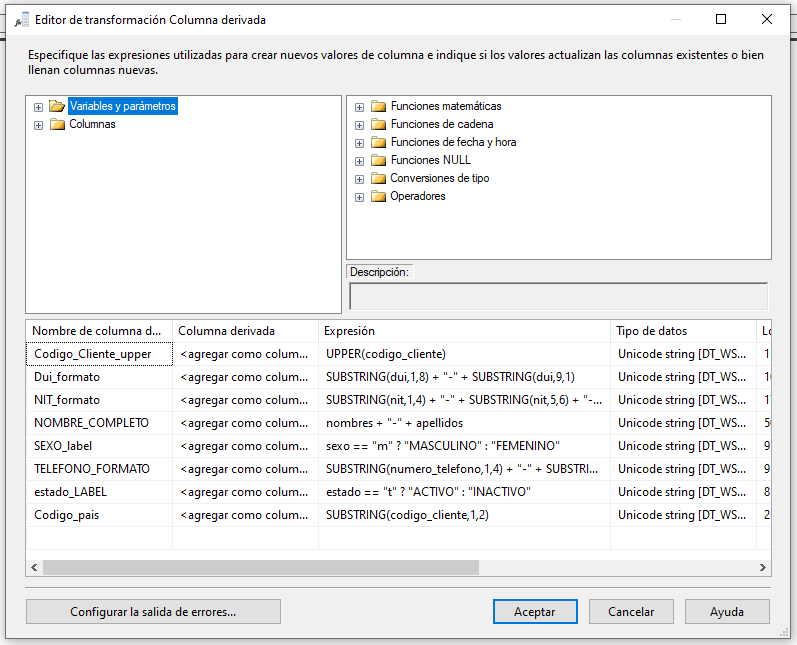 Editor de transformación Columna derivada
Especifique las expresiones utilizadas para crear nuevos valores de columna e indique si los valores actualizan las columnas existentes o bien
llenan columnas nuevas.
Variables y parámetros
Columnas
Funciones matemáticas
Funciones de cadena
Funciones de fecha y hora
Funciones NULL
Conversiones de tipo
Operadores
Descripción:
Nombre de columna d... Columna derivada Expresión Tipo de datos
Codigo_Cliente_upper <agregar como colum... UPPER(codigo_cliente) Unicode string [DT_WS...
Dui_formato <agregar como colum... SUBSTRING(dui,1,8) + "-" + SUBSTRING(dui,9,1) Unicode string [DT_WS...
NIT_formato <agregar como colum... SUBSTRING(nit,1,4) + "-" + SUBSTRING(nit,5,6) + "-... Unicode string [DT_WS...
NOMBRE_COMPLETO <agregar como colum... nombres + "-" + apellidos Unicode string [DT_WS...
SEXO_label <agregar como colum... sexo == "m" ? "MASCULINO" : "FEMENINO" Unicode string [DT_WS... 9
TELEFONO_FORMATO <agregar como colum... SUBSTRING(numero_telefono,1,4) + "-" + SUBSTRI... Unicode string [DT_WS... 9
estado_LABEL <agregar como colum... estado == "t" ? "ACTIVO" : "INACTIVO" Unicode string [DT_WS... 8
Codigo_pais <agregar como colum... SUBSTRING(codigo_cliente,1,2) Unicode string [DT_WS... 2
Configurar la salida de errores... Aceptar Cancelar Ayuda